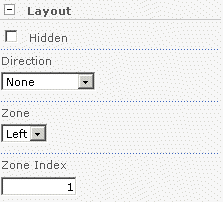 Layout
Hidden
Direction
None
Zone
Left
Zone Index
1